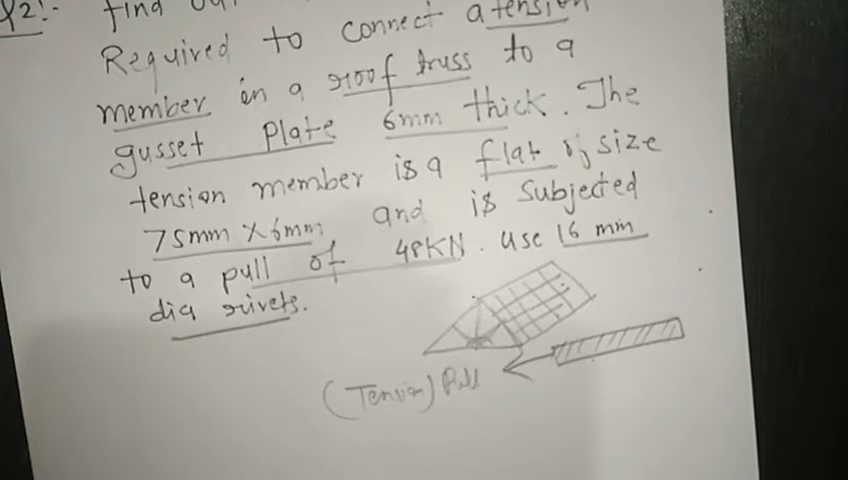 Q2:- find out
Required to connect a tension
member in a roof truss to a
gusset plate 6mm thick. The
tension member is a flat of size
75mm x 6mm and is subjected
to a pull of 48KN. use 16 mm
dia rivets.
(Tension) Pull